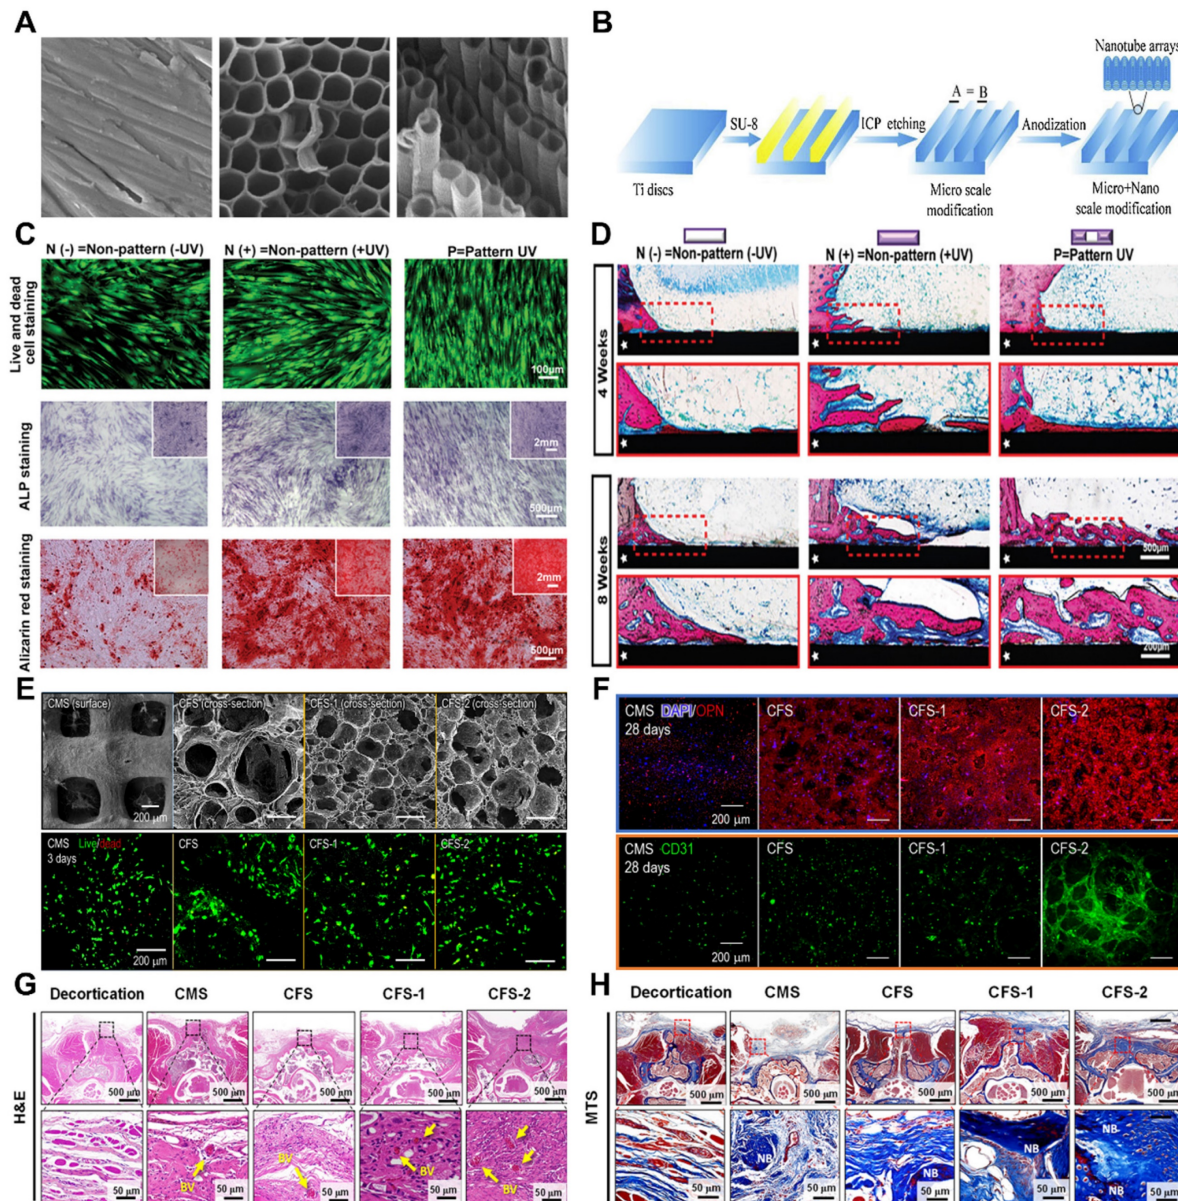 A
B
Nanotube arrays
A = B
SU-8
ICP etching
Anodization
Ti discs
Micro scale
modification
Micro+Nano
scale modification
C
N (-) =Non-pattern (-UV)
N (+) =Non-pattern (+UV)
P=Pattern UV
Live and dead
cell staining
100µm
ALP staining
2mm
500µm
Alizarin red staining
2mm
500µm
D
N (-) =Non-pattern (-UV)
N (+) =Non-pattern (+UV)
P=Pattern UV
4 Weeks
8 Weeks
500µm
200µm
E
CMS (surface)
CFS (cross-section)
CFS-1 (cross-section)
CFS-2 (cross-section)
200 µm
CMS Live/dead
3 days
CFS
CFS-1
CFS-2
200 µm
F
CMS DAPI/OPN
28 days
CFS
CFS-1
CFS-2
200 µm
CMS CD31
28 days
CFS
CFS-1
CFS-2
200 µm
G
Decortication
CMS
CFS
CFS-1
CFS-2
H&E
500 µm
500 µm
500 µm
500 µm
500 µm
BV
BV
BV
BV
50 µm
50 µm
50 µm
50 µm
50 µm
H
Decortication
CMS
CFS
CFS-1
CFS-2
MTS
500 µm
500 µm
500 µm
500 µm
500 µm
NB
NB
NB
NB
NB
50 µm
50 µm
50 µm
50 µm
50 µm